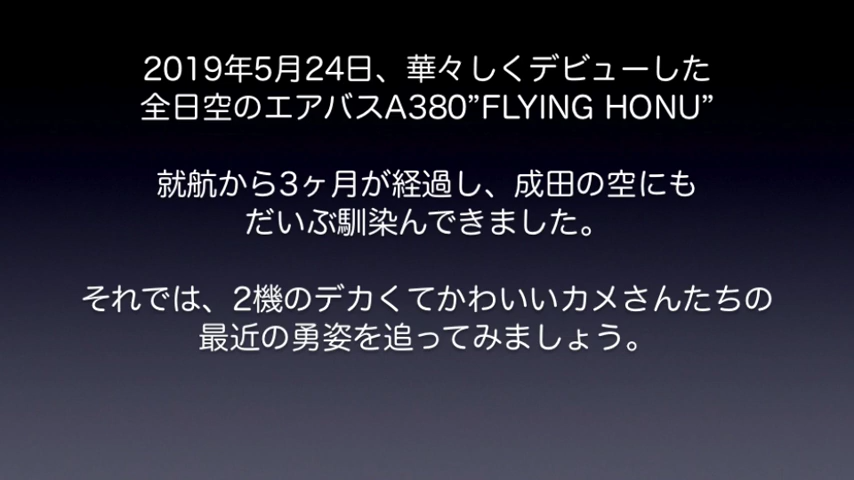 2019年5月24日、華々しくデビューした
全日空のエアバスA380”FLYING HONU”
就航から3ヶ月が経過し、成田の空にも
だいぶ馴染んできました。
それでは、2機のデカくてかわいいカメさんたちの
最近の勇姿を追ってみましょう。